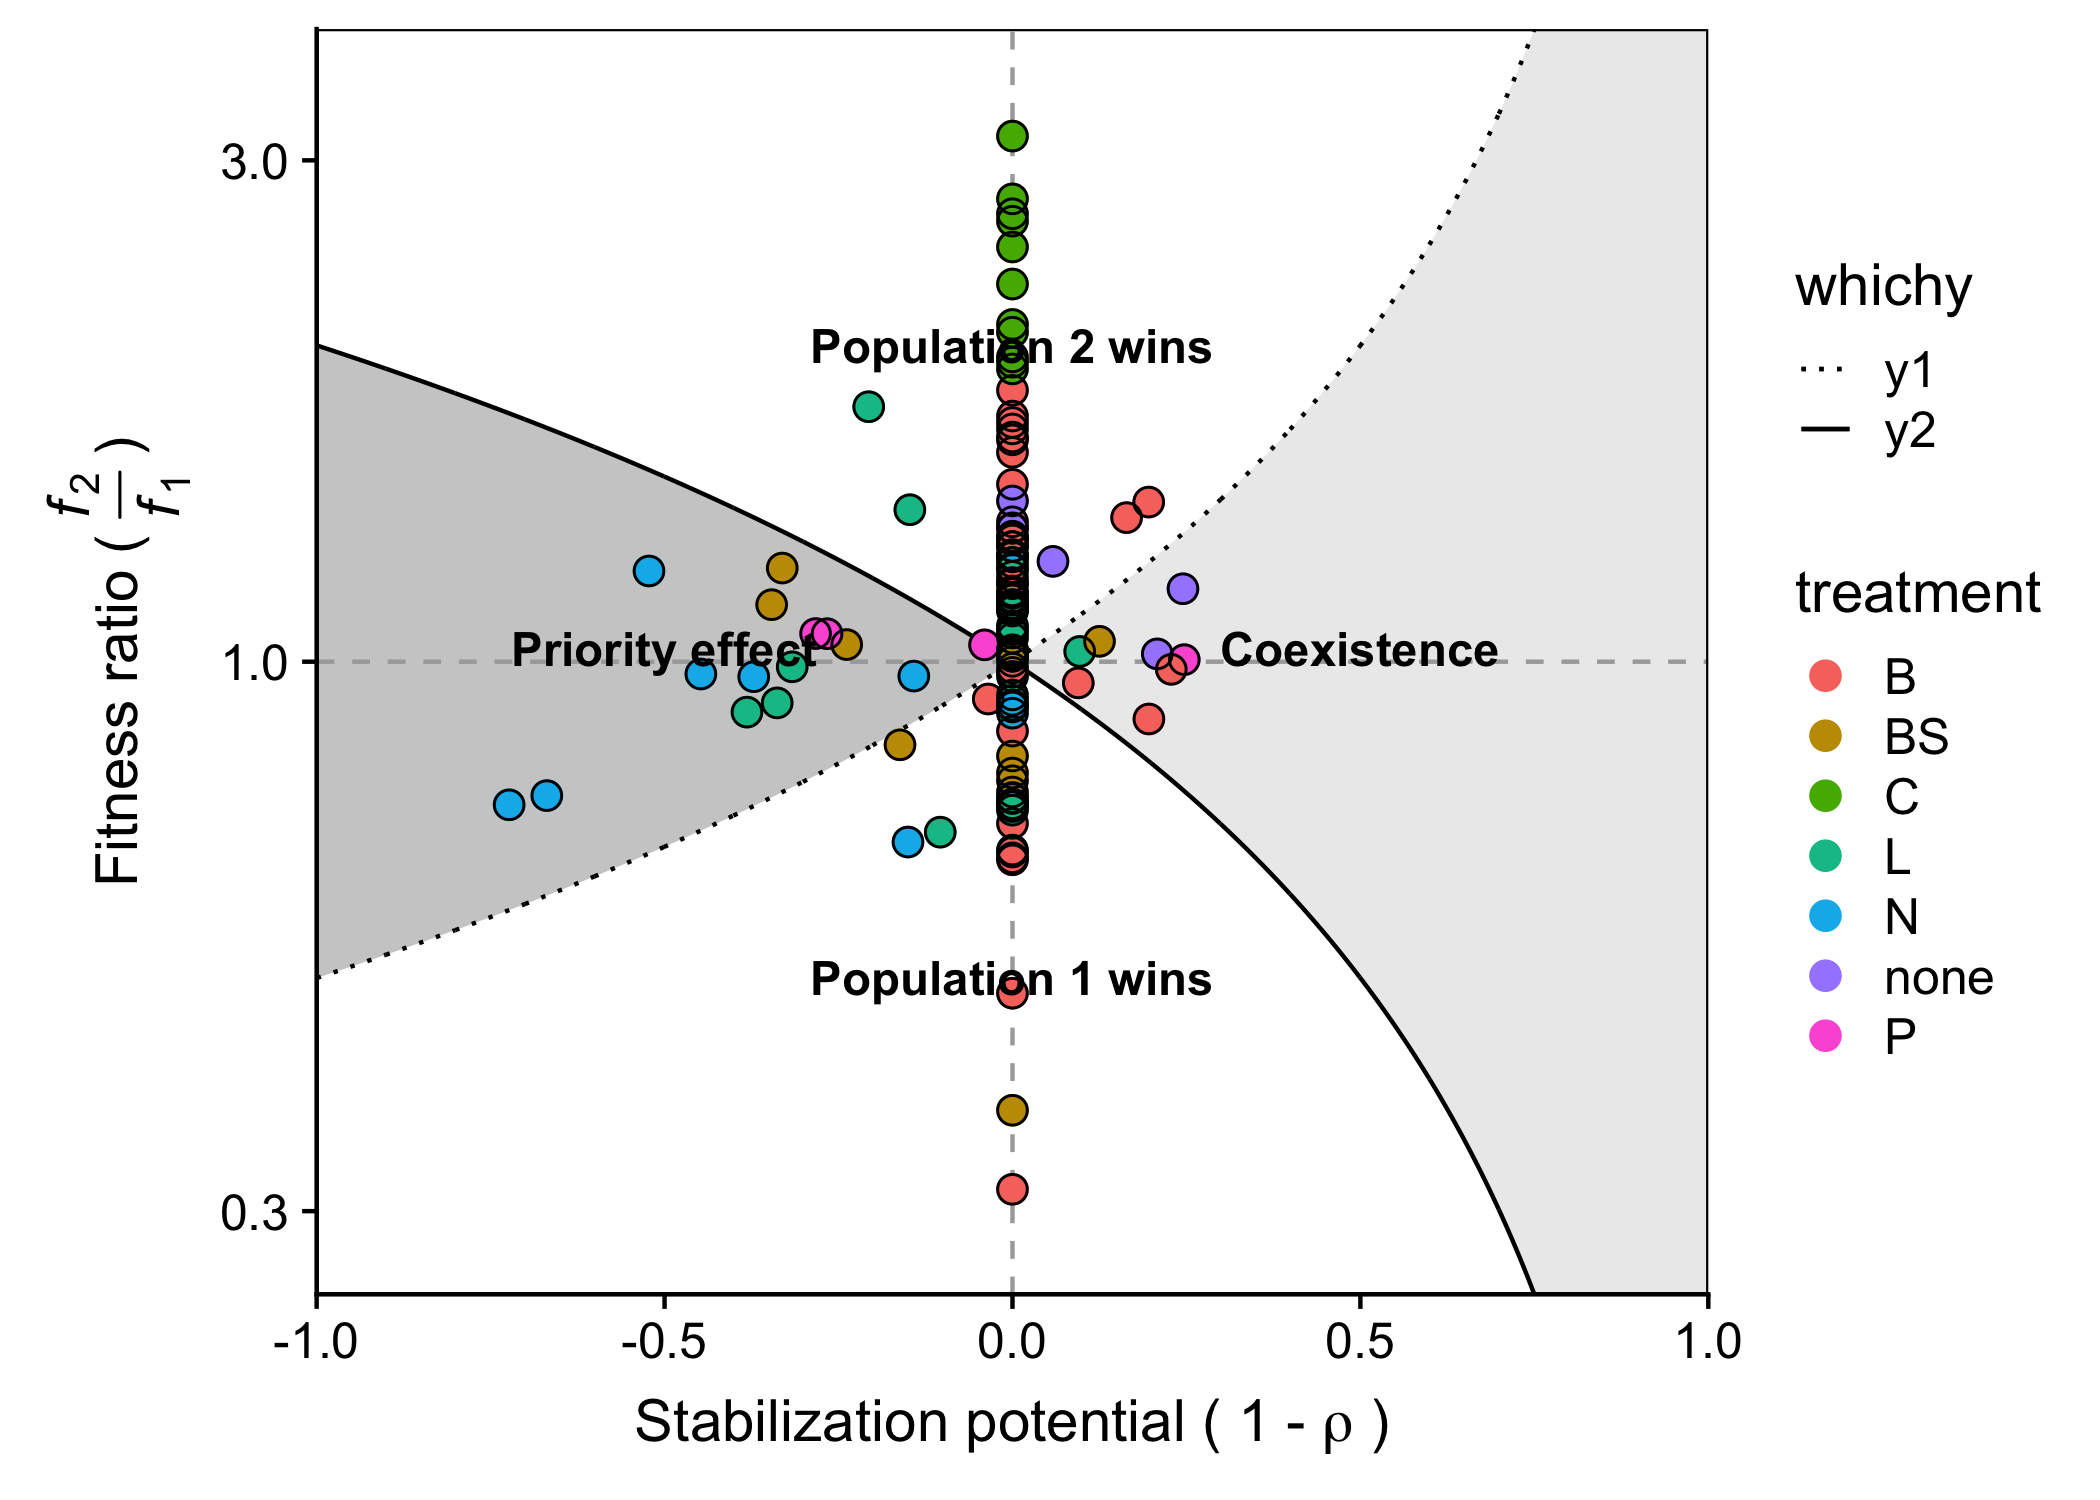 3.0
1.0
0.3
-1.0
-0.5
0.0
0.5
1.0
Fitness ratio ( f2 / f1 )
Stabilization potential ( 1 - ρ )
Population 2 wins
Priority effect
Coexistence
Population 1 wins
whichy
y1
y2
treatment
B
BS
C
L
N
none
P